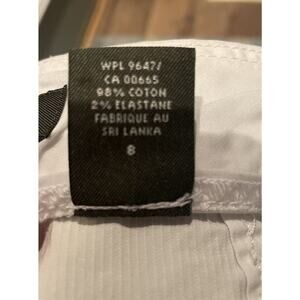 WPL 9647/
CA 00665
98% COTON
2% ELASTANE
FABRIQUE AU
SRI LANKA
8